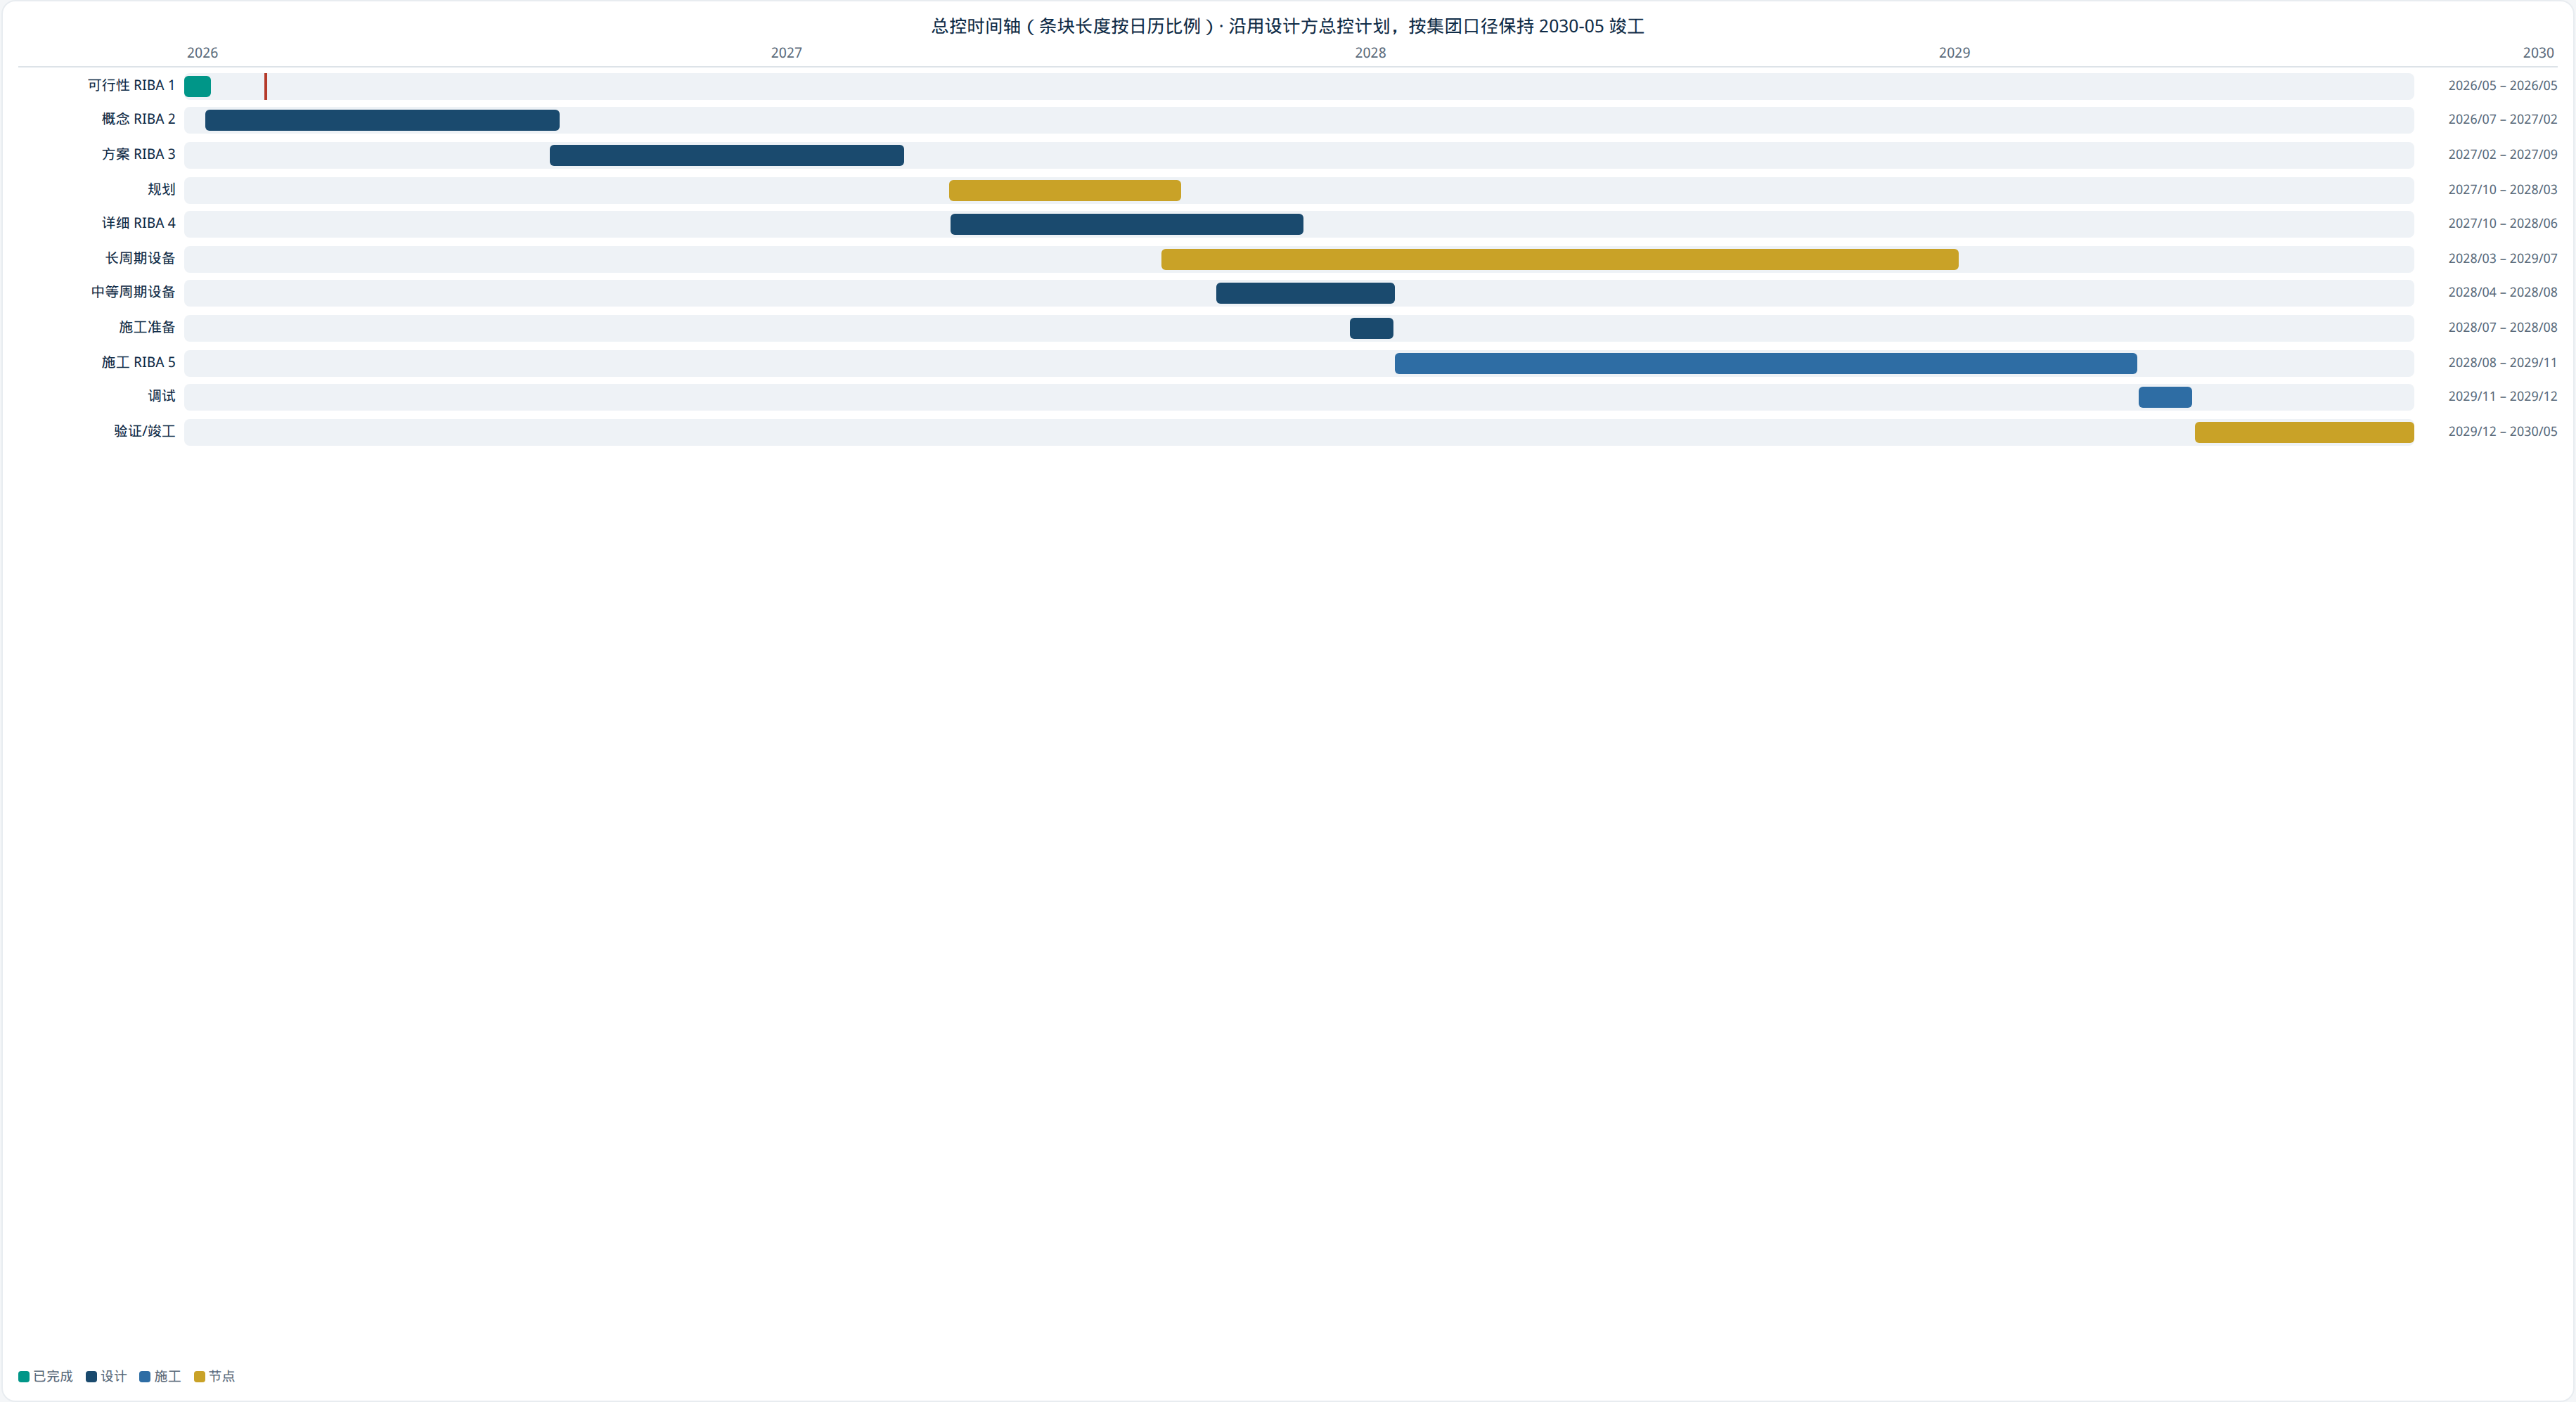 总控时间轴（条块长度按日历比例）· 沿用设计方总控计划，按集团口径保持 2030-05 竣工
2026 2027 2028 2029 2030
可行性 RIBA 1 2026/05 – 2026/05
概念 RIBA 2 2026/07 – 2027/02
方案 RIBA 3 2027/02 – 2027/09
规划 2027/10 – 2028/03
详细 RIBA 4 2027/10 – 2028/06
长周期设备 2028/03 – 2029/07
中等周期设备 2028/04 – 2028/08
施工准备 2028/07 – 2028/08
施工 RIBA 5 2028/08 – 2029/11
调试 2029/11 – 2029/12
验证/竣工 2029/12 – 2030/05
已完成 设计 施工 节点